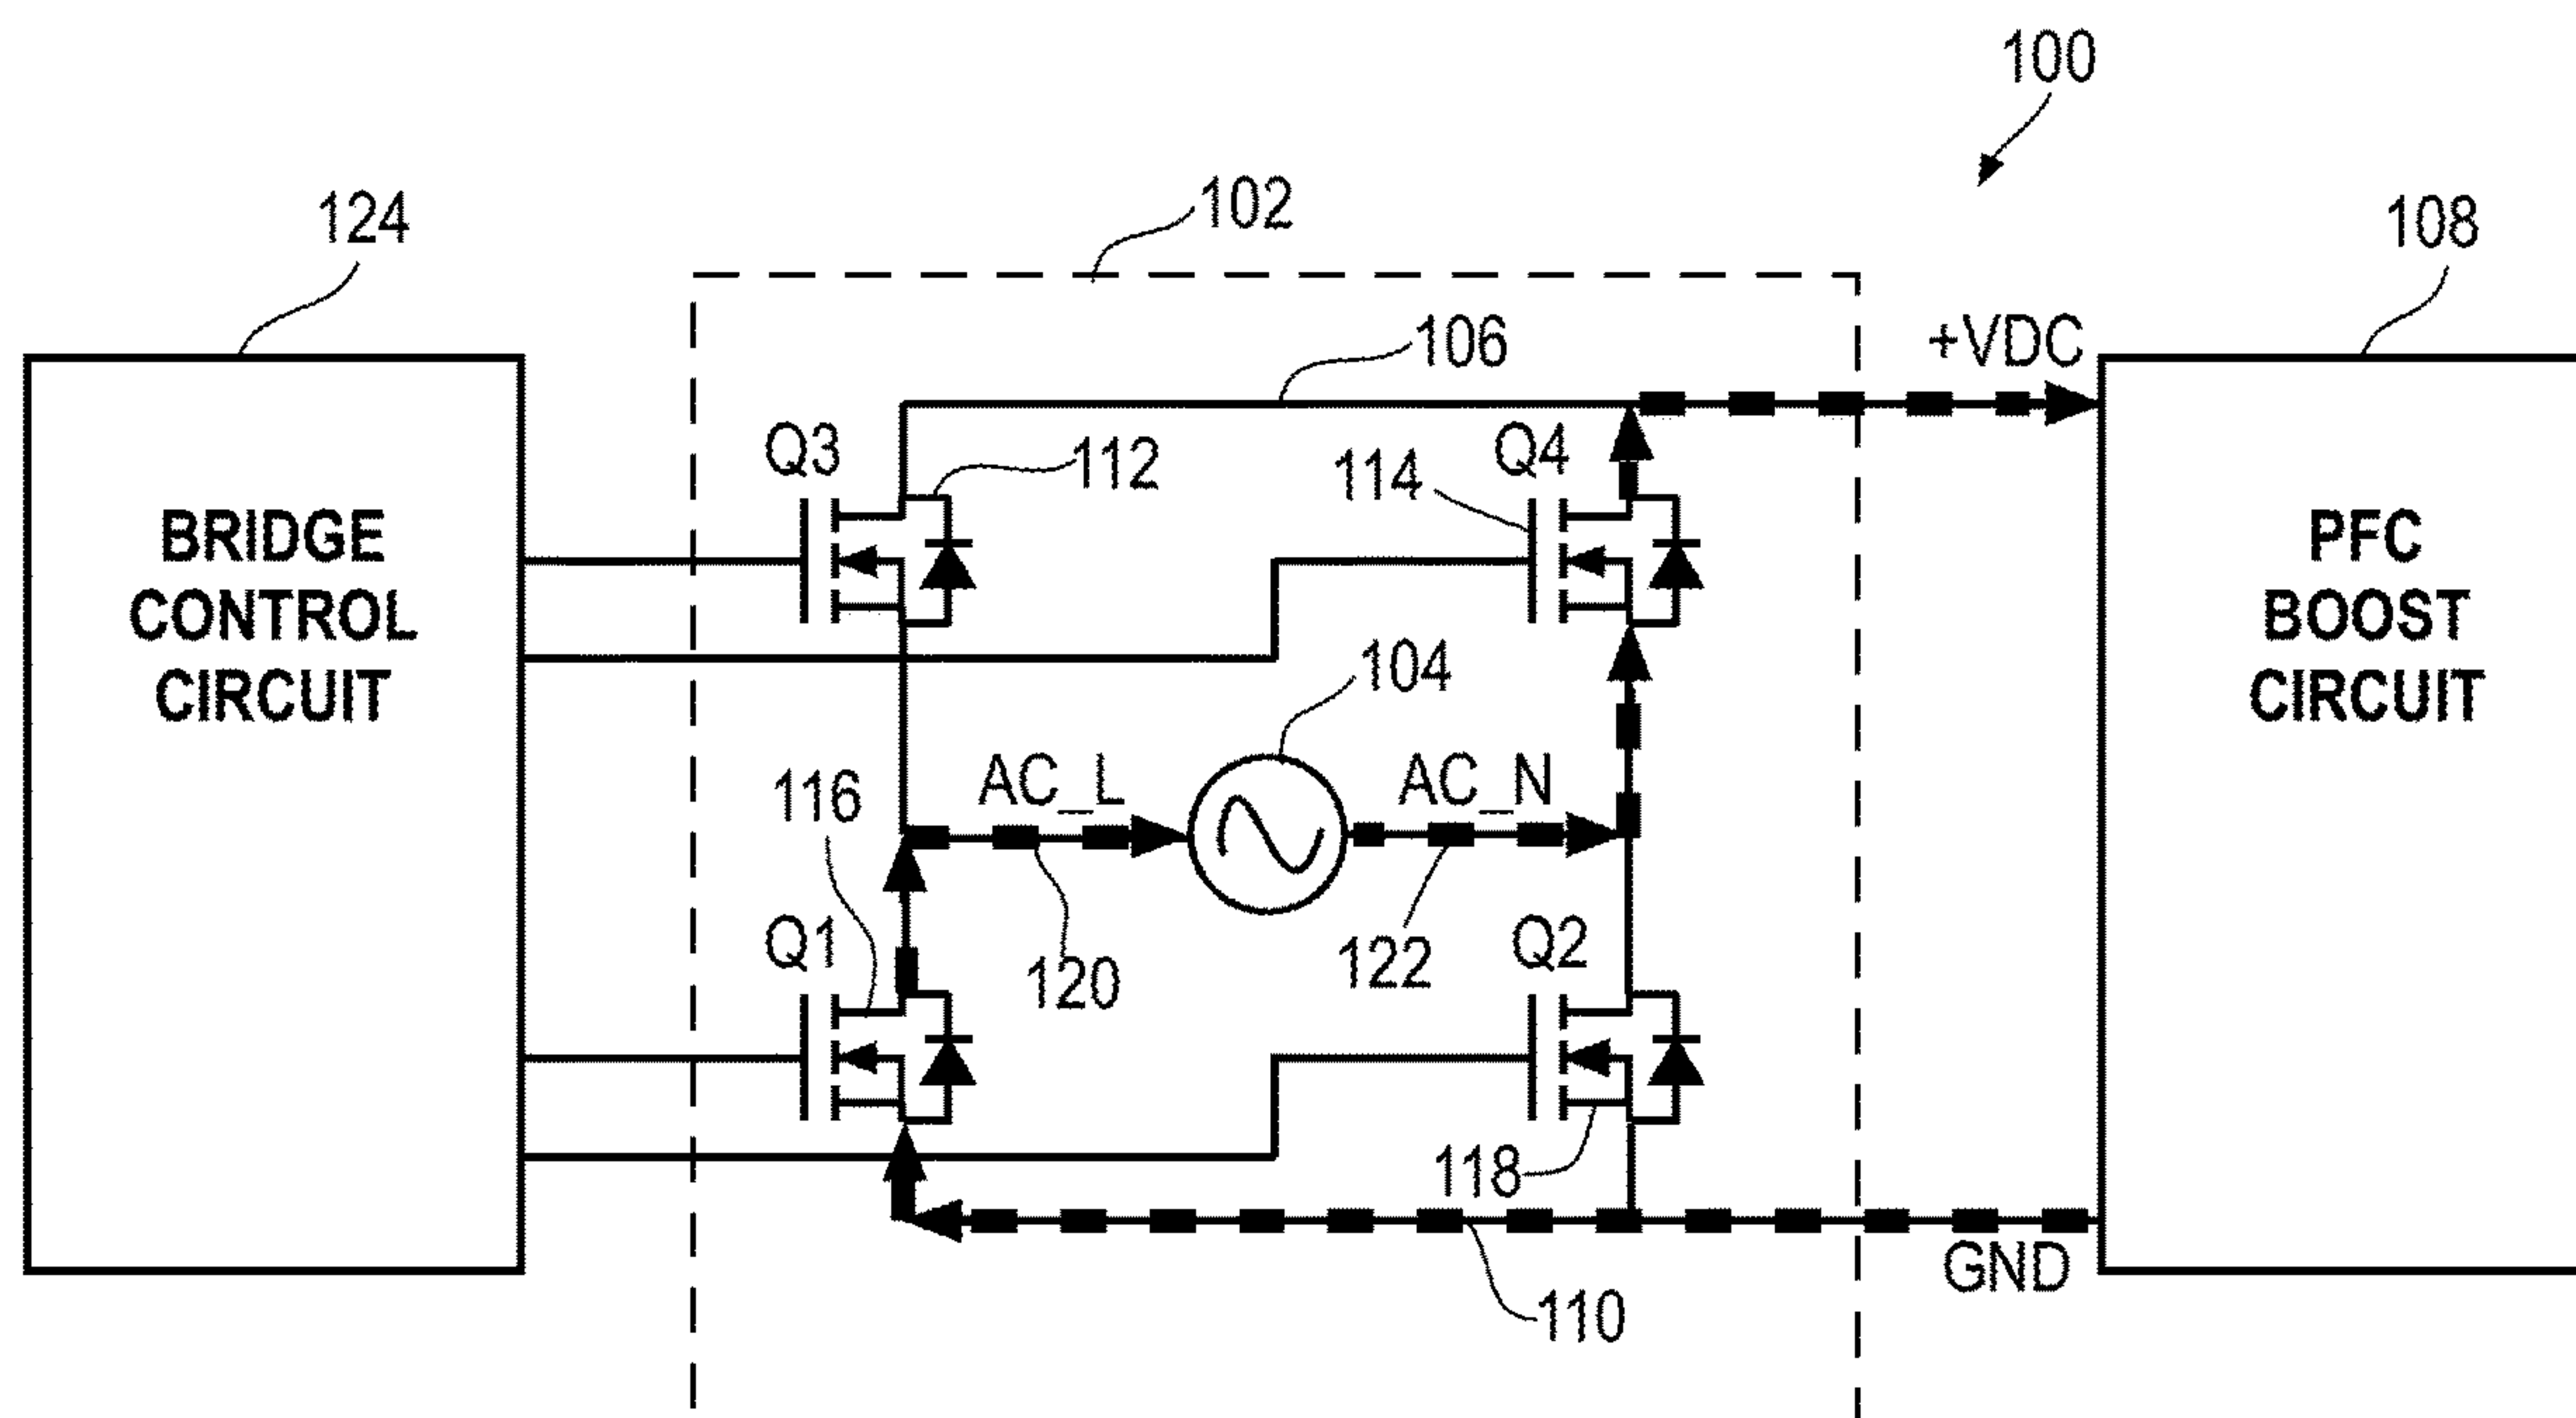 100
102
124
108
106
+VDC
Q3
112
Q4
114
BRIDGE
CONTROL
CIRCUIT
PFC
BOOST
CIRCUIT
104
AC_L
AC_N
116
Q1
120
122
Q2
118
GND
110